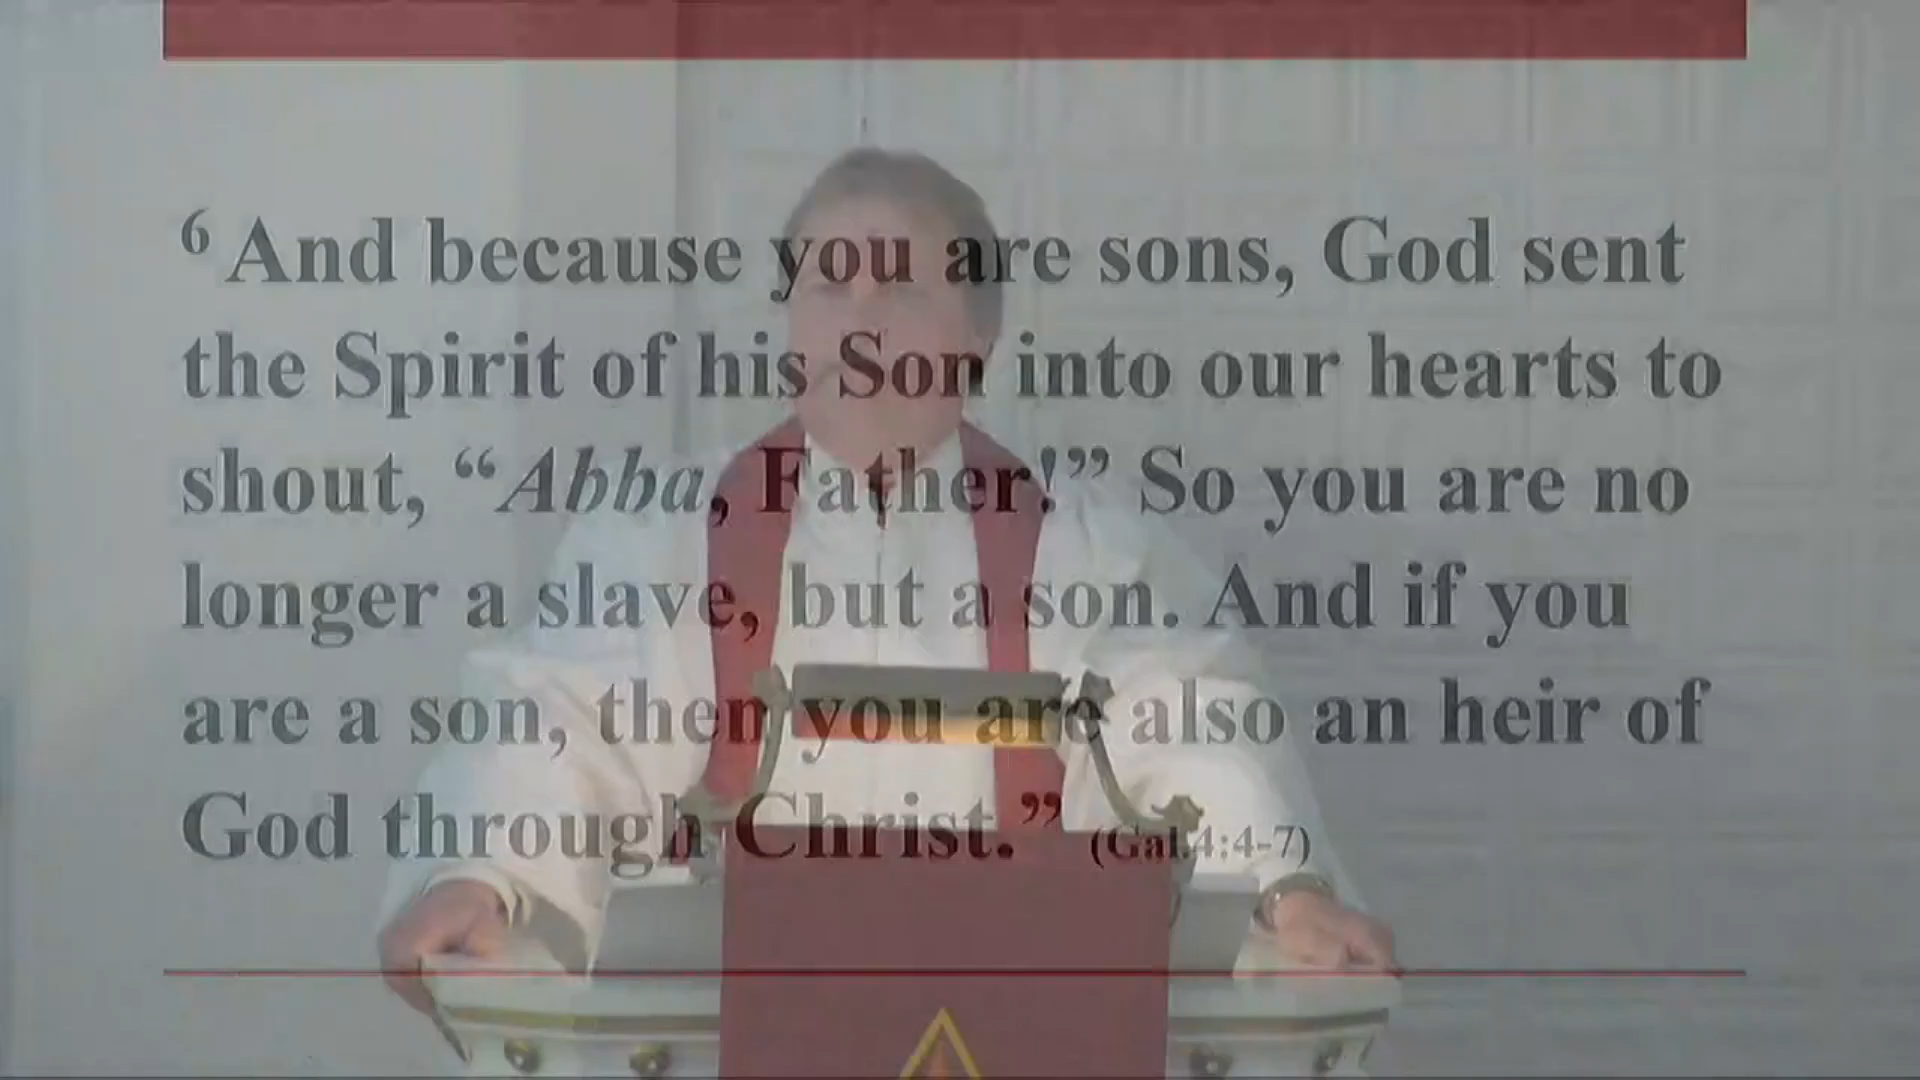 6 And because you are sons, God sent
the Spirit of his Son into our hearts to
shout, “Abba, Father!” So you are no
longer a slave, but a son. And if you
are a son, then you are also an heir of
God through Christ.” (Gal.4:4-7)